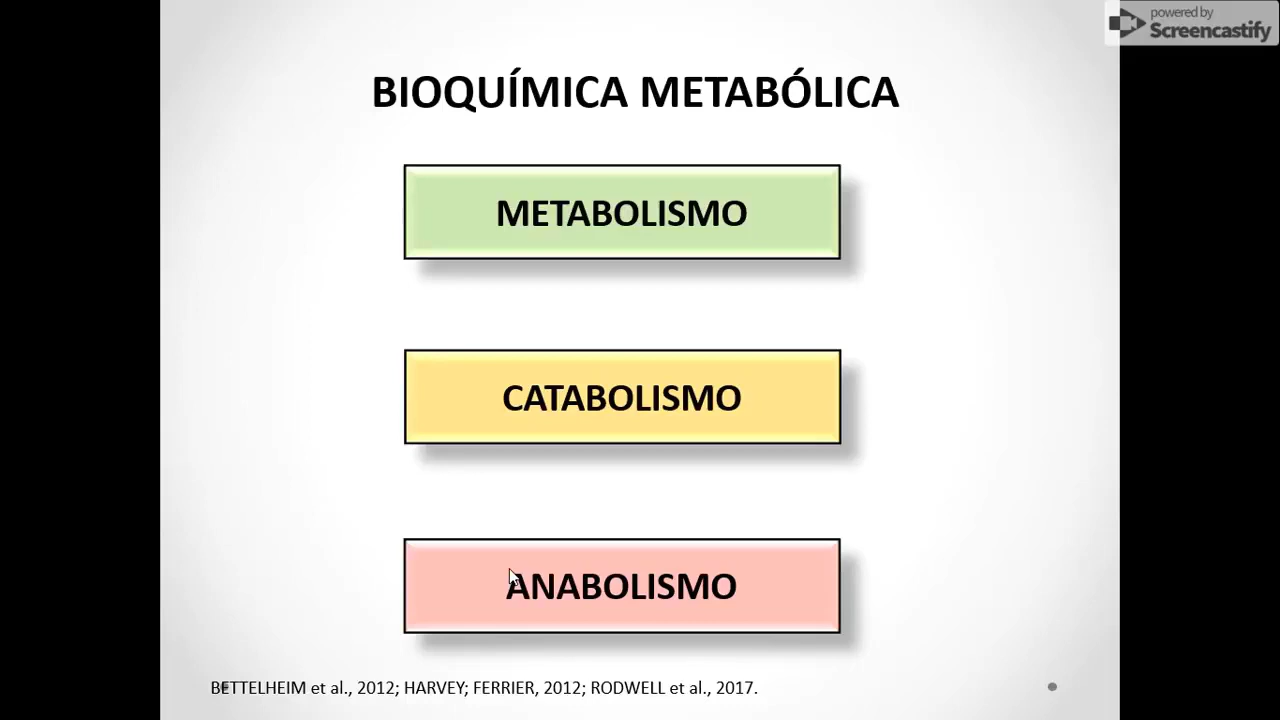 powered by
Screencastify
BIOQUÍMICA METABÓLICA
METABOLISMO
CATABOLISMO
ANABOLISMO
BETTELHEIM et al., 2012; HARVEY; FERRIER, 2012; RODWELL et al., 2017.